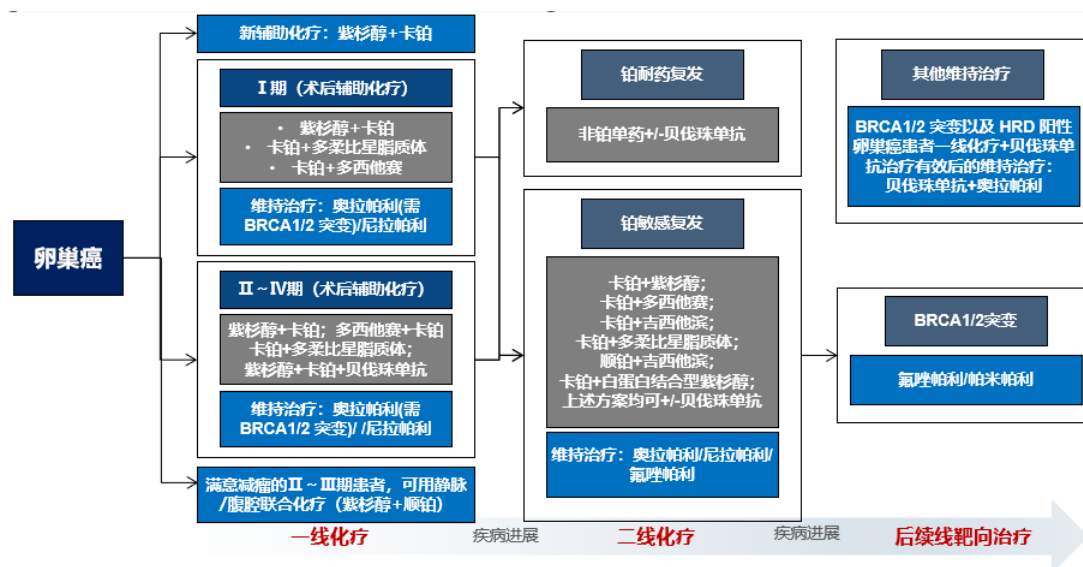 卵巢癌
新辅助化疗：紫杉醇+卡铂
Ⅰ期（术后辅助化疗）
• 紫杉醇+卡铂
• 卡铂+多柔比星脂质体
• 卡铂+多西他赛
维持治疗：奥拉帕利(需
BRCA1/2 突变)/尼拉帕利
Ⅱ～Ⅳ期（术后辅助化疗）
紫杉醇+卡铂；多西他赛+卡铂
卡铂+多柔比星脂质体；
紫杉醇+卡铂+贝伐珠单抗
维持治疗：奥拉帕利(需
BRCA1/2 突变)/ /尼拉帕利
满意减瘤的Ⅱ～Ⅲ期患者，可用静脉
/腹腔联合化疗（紫杉醇+顺铂）
铂耐药复发
非铂单药+/-贝伐珠单抗
铂敏感复发
卡铂+紫杉醇；
卡铂+多西他赛；
卡铂+吉西他滨；
卡铂+多柔比星脂质体；
顺铂+吉西他滨；
卡铂+白蛋白结合型紫杉醇；
上述方案均可+/-贝伐珠单抗
维持治疗：奥拉帕利/尼拉帕利/
氟唑帕利
其他维持治疗
BRCA1/2 突变以及 HRD 阳性
卵巢癌患者一线化疗+贝伐珠单
抗治疗有效后的维持治疗：
贝伐珠单抗+奥拉帕利
BRCA1/2突变
氟唑帕利/帕米帕利
一线化疗
疾病进展
二线化疗
疾病进展
后续线靶向治疗